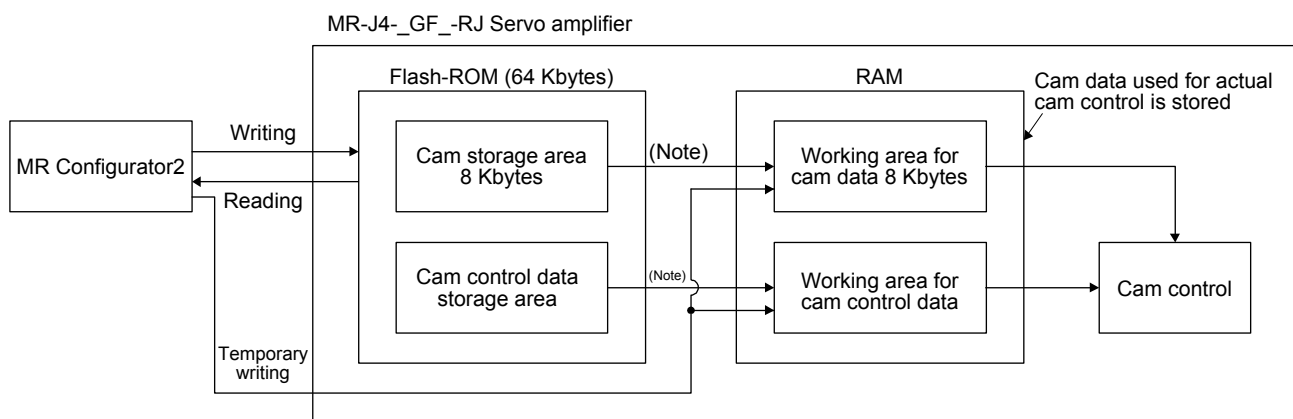 MR-J4-_GF_-RJ Servo amplifier
Flash-ROM (64 Kbytes)
RAM
Cam data used for actual
cam control is stored
MR Configurator2
Writing
Reading
Cam storage area
8 Kbytes
(Note)
Working area for
cam data 8 Kbytes
Cam control data
storage area
(Note)
Working area for
cam control data
Cam control
Temporary
writing